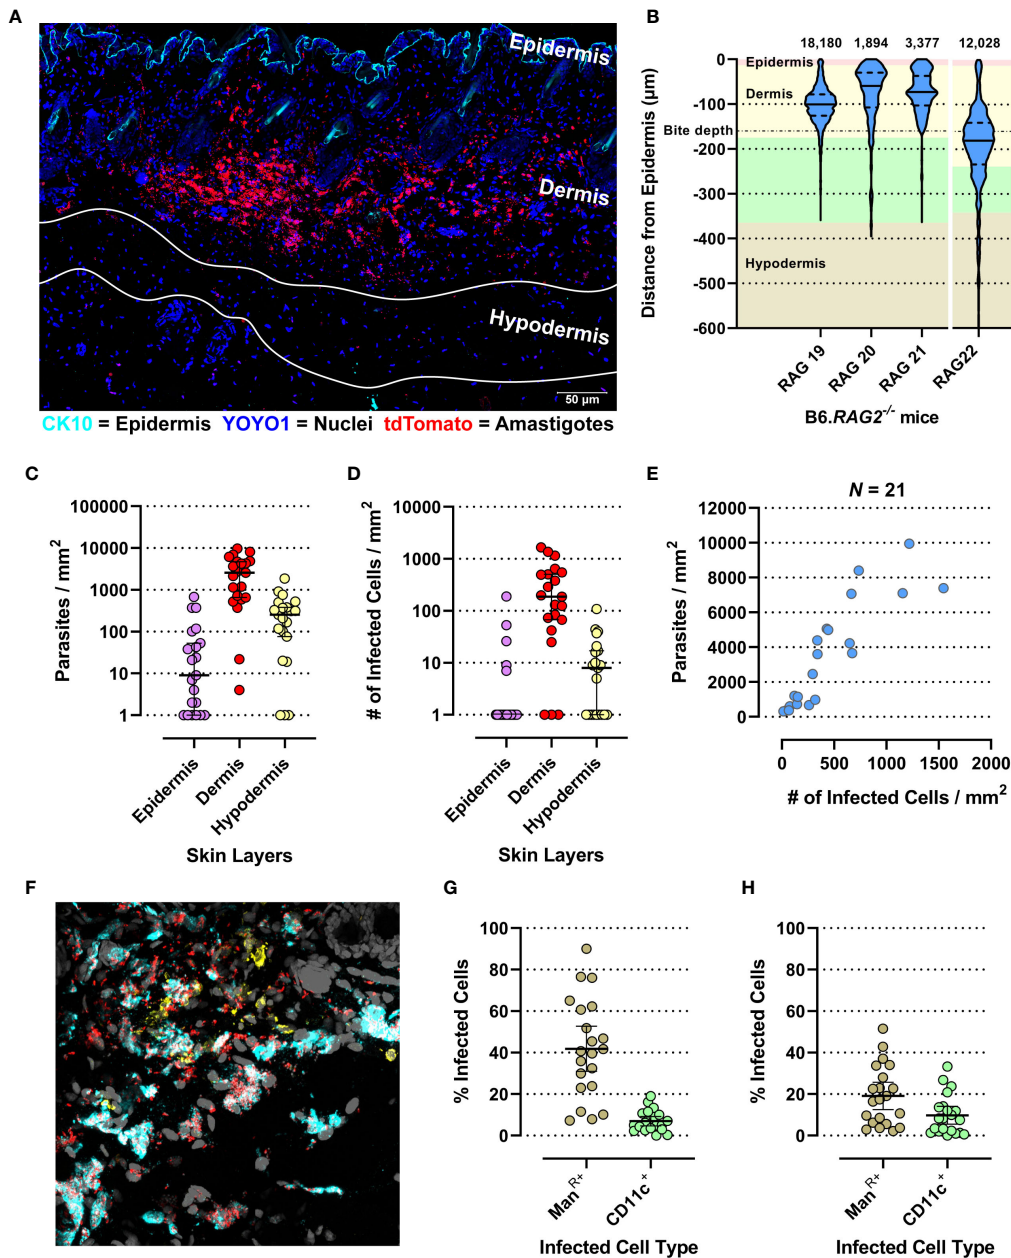 A
Epidermis
Dermis
Hypodermis
50 µm
CK10 = Epidermis YOYO1 = Nuclei tdTomato = Amastigotes
B
18,180 1,894 3,377 12,028
Distance from Epidermis (µm)
0
-100
-200
-300
-400
-500
-600
Epidermis
Dermis
Bite depth
Hypodermis
RAG 19
RAG 20
RAG 21
RAG22
B6.RAG2-/- mice
C
Parasites / mm2
100000
10000
1000
100
10
1
Epidermis
Dermis
Hypodermis
Skin Layers
D
# of Infected Cells / mm2
10000
1000
100
10
1
Epidermis
Dermis
Hypodermis
Skin Layers
E
N = 21
Parasites / mm2
12000
10000
8000
6000
4000
2000
0
0 500 1000 1500 2000
# of Infected Cells / mm2
F
G
% Infected Cells
100
80
60
40
20
0
ManR+
CD11c+
Infected Cell Type
H
% Infected Cells
100
80
60
40
20
0
ManR+
CD11c+
Infected Cell Type